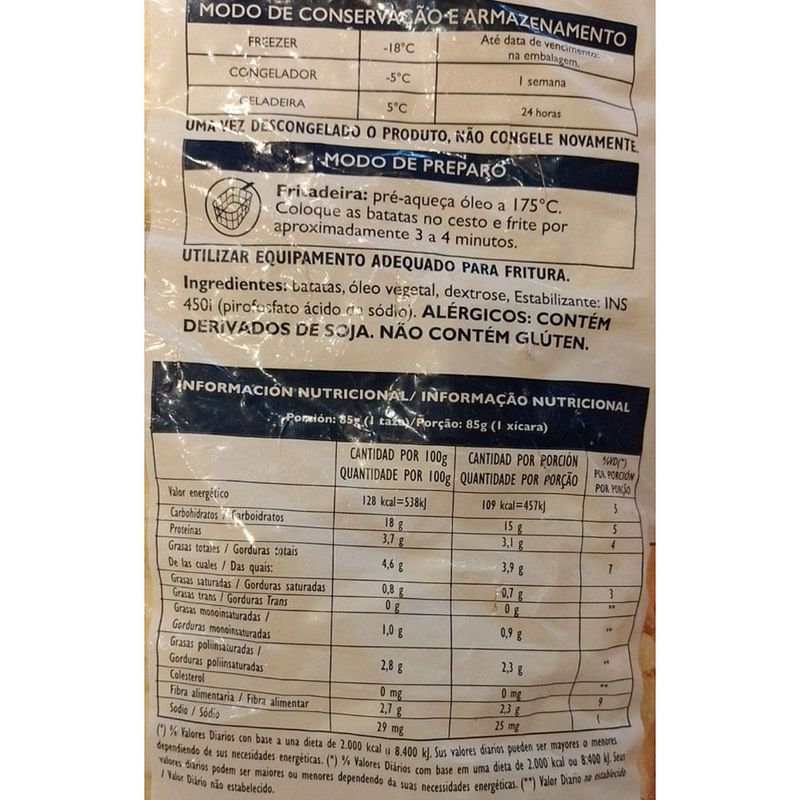 MODO DE CONSERVAÇÃO E ARMAZENAMENTO
FREEZER -18°C Até data de vencimento: na embalagem.
CONGELADOR -5°C 1 semana
GELADEIRA 5°C 24 horas
UMA VEZ DESCONGELADO O PRODUTO, NÃO CONGELE NOVAMENTE.
MODO DE PREPARO
Fritadeira: pré-aqueça óleo a 175°C.
Coloque as batatas no cesto e frite por
aproximadamente 3 a 4 minutos.
UTILIZAR EQUIPAMENTO ADEQUADO PARA FRITURA.
Ingredientes: batatas, óleo vegetal, dextrose, Estabilizante: INS
450i (pirofosfato ácido de sódio). ALÉRGICOS: CONTÉM
DERIVADOS DE SOJA. NÃO CONTÉM GLÚTEN.
INFORMACIÓN NUTRICIONAL/ INFORMAÇÃO NUTRICIONAL
Porción: 85g (1 taza)/Porção: 85g (1 xícara)
CANTIDAD POR 100g CANTIDAD POR PORCIÓN %VD(*)
QUANTIDADE POR 100g QUANTIDADE POR PORÇÃO POR PORCIÓN
POR PORÇÃO
Valor energético 128 kcal=538kJ 109 kcal=457kJ 5
Carbohidratos / Carboidratos 18 g 15 g 5
Proteínas 3,7 g 3,1 g 4
Grasas totales / Gorduras totais 4,6 g 3,9 g 7
De las cuales / Das quais:
Grasas saturadas / Gorduras saturadas 0,8 g 0,7 g 3
Grasas trans / Gorduras Trans 0 g 0 g **
Grasas monoinsaturadas /
Gorduras monoinsaturadas 1,0 g 0,9 g **
Grasas poliinsaturadas /
Gorduras poliinsaturadas 2,8 g 2,3 g **
Colesterol 0 mg 0 mg **
Fibra alimentaria / Fibra alimentar 2,7 g 2,3 g 9
Sodio / Sódio 29 mg 25 mg 1
(*) % Valores Diarios con base a una dieta de 2.000 kcal u 8.400 kJ. Sus valores diarios pueden ser mayores o menores
dependiendo de sus necesidades energéticas. (*) % Valores Diários com base em uma dieta de 2.000 kcal ou 8.400 kJ. Seus
valores diários podem ser maiores ou menores dependendo da suas necessidades energéticas. (**) Valor Diario no establecido
/ Valor Diário não estabelecido.